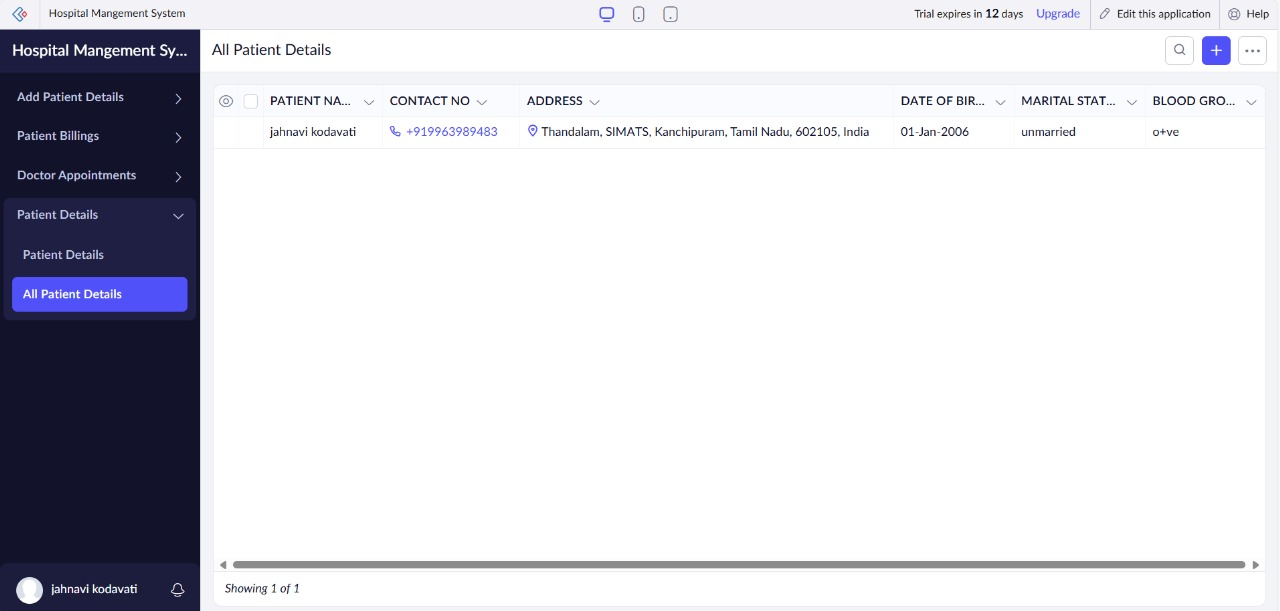 Hospital Mangement System
Trial expires in 12 days Upgrade Edit this application Help
Hospital Mangement Sy...
All Patient Details
Add Patient Details
Patient Billings
Doctor Appointments
Patient Details
Patient Details
All Patient Details
PATIENT NA... CONTACT NO ADDRESS DATE OF BIR... MARITAL STAT... BLOOD GRO...
jahnavi kodavati +919963989483 Thandalam, SIMATS, Kanchipuram, Tamil Nadu, 602105, India 01-Jan-2006 unmarried o+ve
Showing 1 of 1
jahnavi kodavati